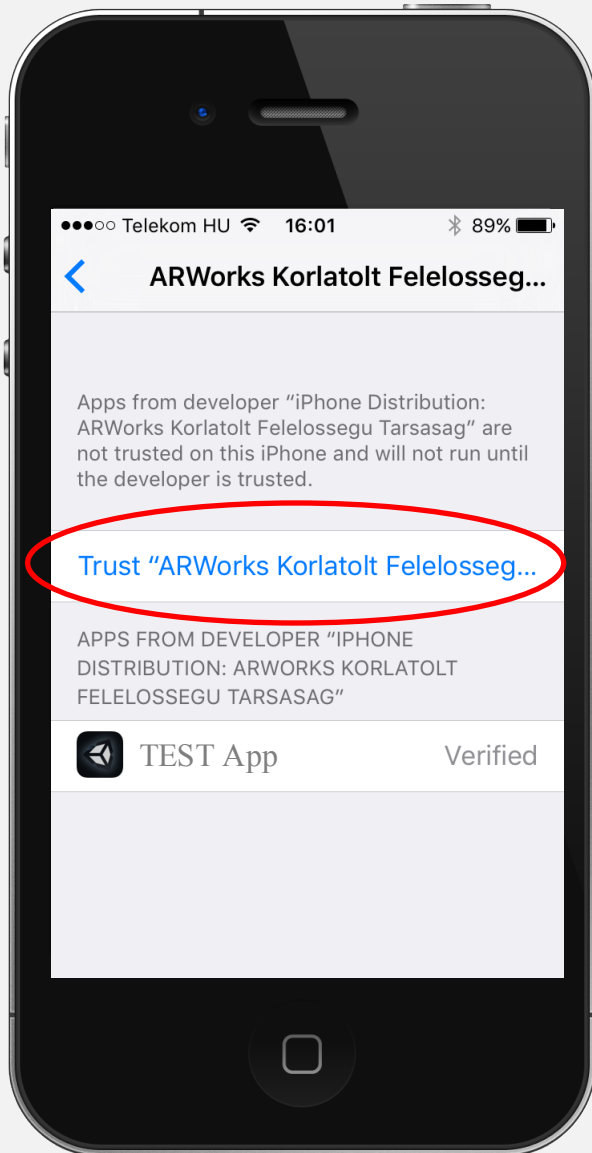 Telekom HU 16:01 89%
ARWorks Korlatolt Felelosseg...
Apps from developer “iPhone Distribution:
ARWorks Korlatolt Felelossegu Tarsasag” are
not trusted on this iPhone and will not run until
the developer is trusted.
Trust “ARWorks Korlatolt Felelosseg...
APPS FROM DEVELOPER “IPHONE
DISTRIBUTION: ARWORKS KORLATOLT
FELELOSSEGU TARSASAG”
TEST App Verified